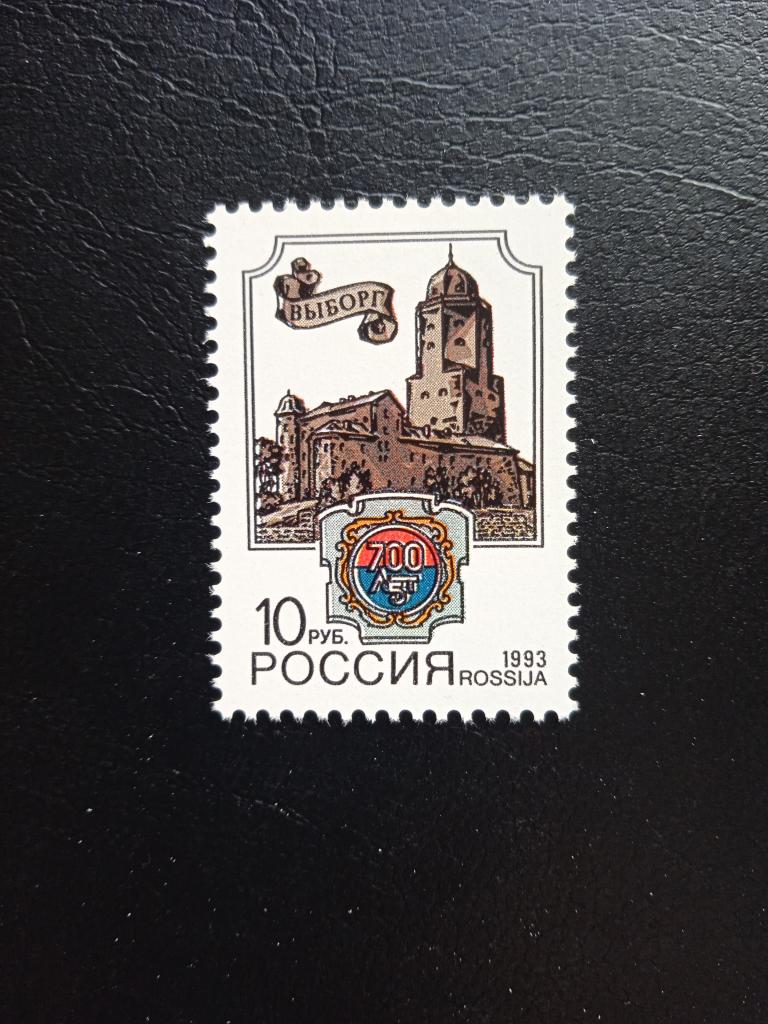 ВЫБОРГ
700
ЛЕТ
10 РУБ.
1993
РОССИЯ ROSSIJA